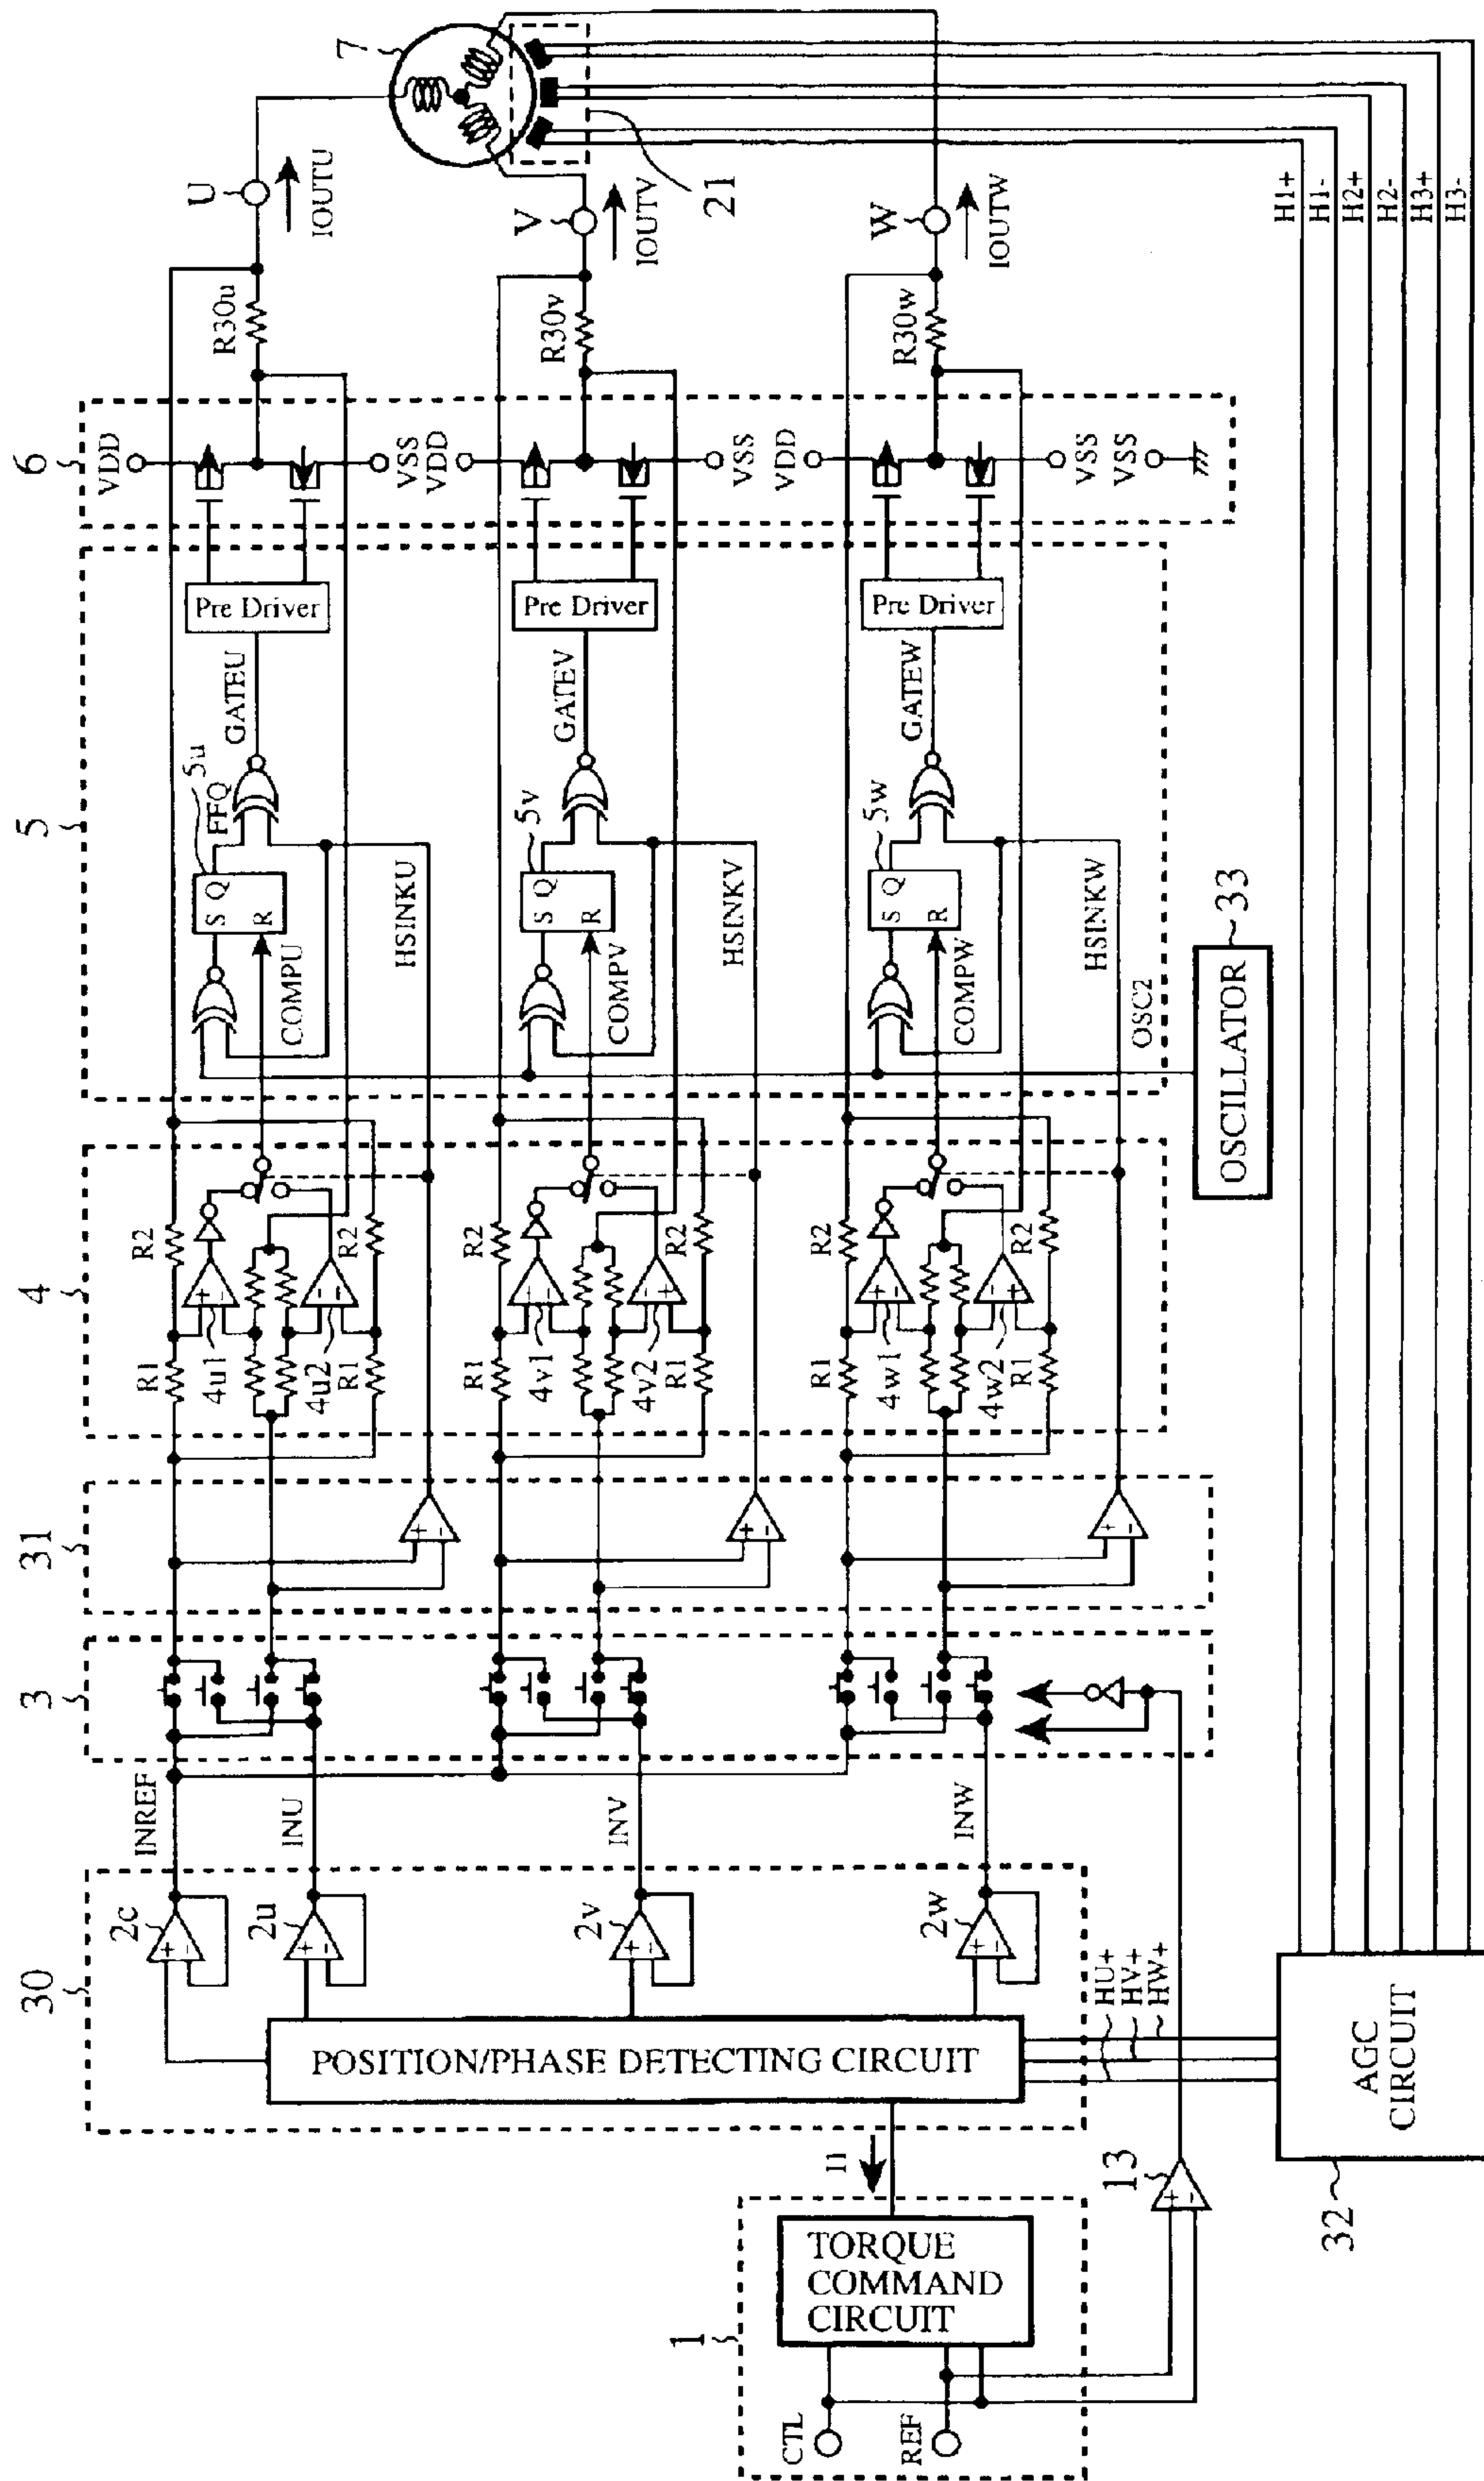 1
CTL
REF
TORQUE
COMMAND
CIRCUIT
I1
13
+
-
30
POSITION/PHASE DETECTING CIRCUIT
2c
+
-
2u
+
-
2v
+
-
2w
+
-
HU+
HV+
HW+
32
AGC
CIRCUIT
INREF
INU
INV
INW
3
31
+
-
+
-
+
-
4
R1
R2
4u1
+
-
4u2
R1
R2
R1
R2
4v1
+
-
4v2
+
-
R1
R2
R1
R2
4w1
+
-
4w2
+
-
R1
R2
5
COMPU
S Q
R
FFQ
5u
GATEU
Pre Driver
HSINKU
COMPV
S Q
R
5v
GATEV
Pre Driver
HSINKV
COMPW
S Q
R
5w
GATEW
Pre Driver
HSINKW
OSC2
OSCILLATOR
33
6
VDD
VSS
VDD
VSS
VDD
VSS
VSS
R30u
R30v
R30w
U
IOUTU
V
IOUTV
W
IOUTW
7
21
H1+
H1-
H2+
H2-
H3+
H3-